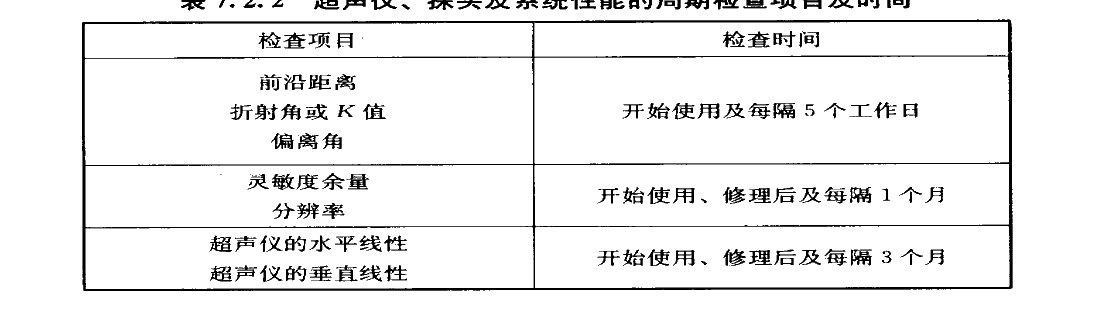 表 7.2.2 超声仪、探头及系统性能的周期检查项目及时间
检查项目
检查时间
前沿距离
折射角或 K 值
偏离角
开始使用及每隔 5 个工作日
灵敏度余量
分辨率
开始使用、修理后及每隔 1 个月
超声仪的水平线性
超声仪的垂直线性
开始使用、修理后及每隔 3 个月